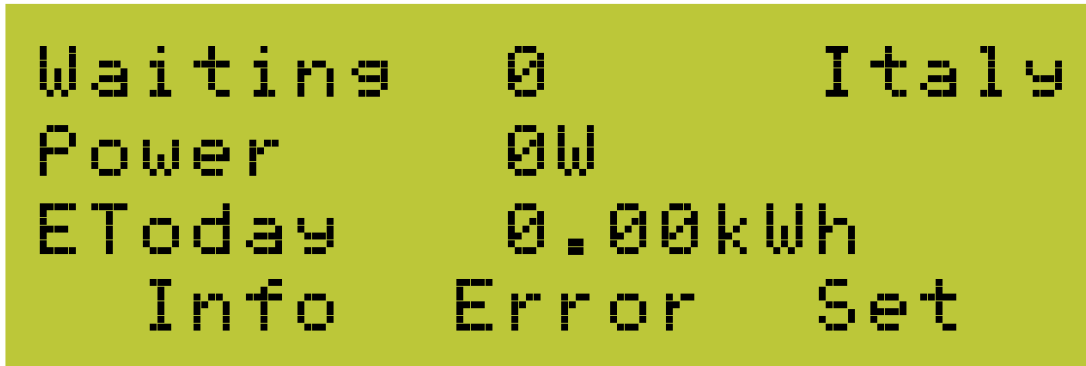 Waiting 0 Italy
Power 0W
EToday 0.00kWh
Info Error Set